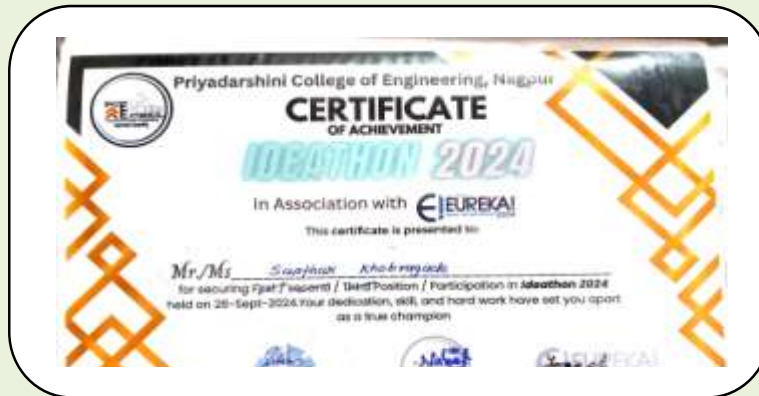 Priyadarshini College of Engineering, Nagpur
CERTIFICATE
OF ACHIEVEMENT
IDEATHON 2024
In Association with EUREKA!
This certificate is presented to
Mr./Ms
for securing First / Second / Third Position / Participation in Ideathon 2024
held on 26-Sept-2024. Your dedication, skill, and hard work have set you apart
as a true champion
EUREKA!